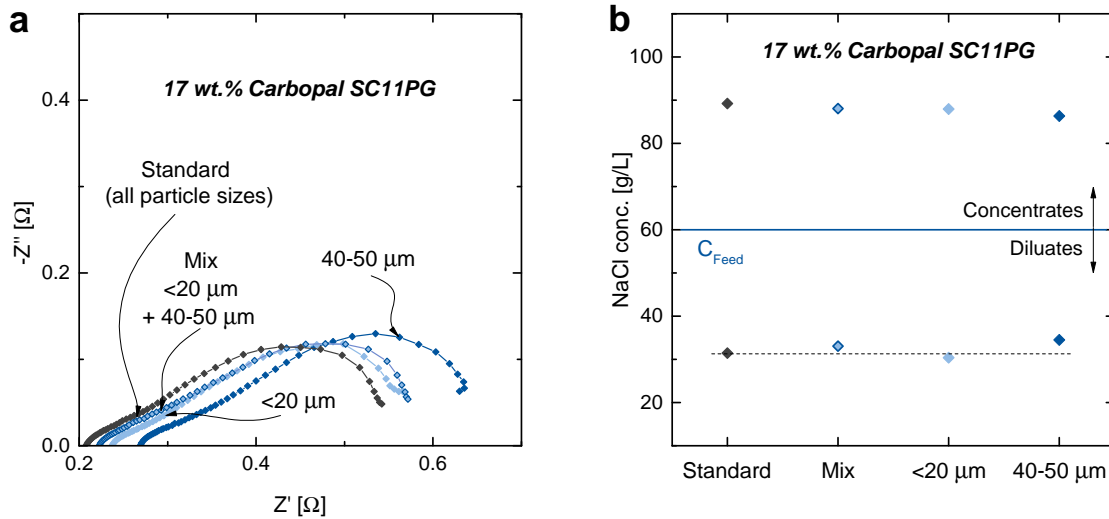 a
17 wt.% Carbopal SC11PG
0.4
Standard
(all particle sizes)
-Z'' [Ω]
Mix
<20 μm
+ 40-50 μm
40-50 μm
0.2
<20 μm
0.0
0.2
0.4
0.6
Z' [Ω]
b
17 wt.% Carbopal SC11PG
100
80
60
40
20
NaCl conc. [g/L]
Concentrates
C_Feed
Diluates
Standard
Mix
<20 μm
40-50 μm